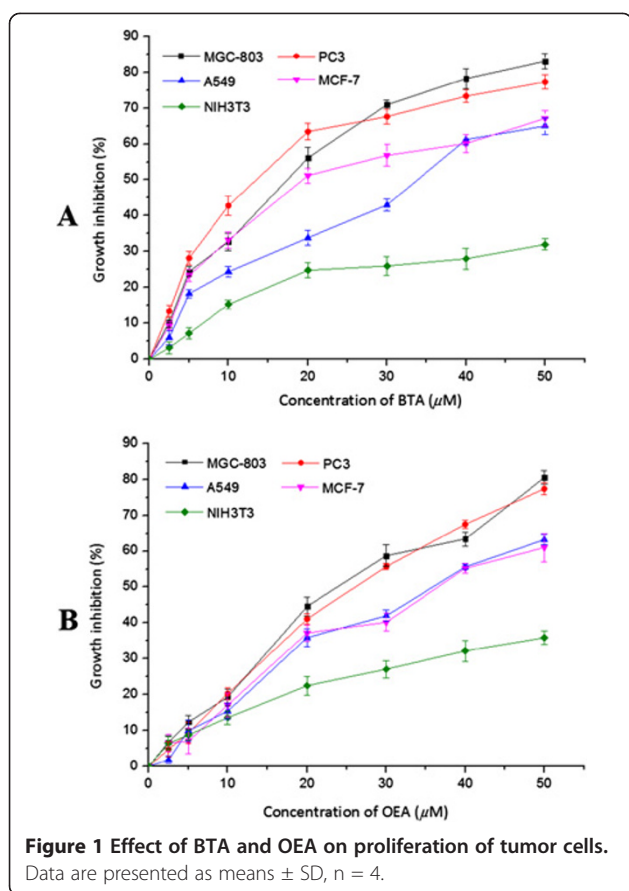 A
Growth inhibition (%)
90
80
70
60
50
40
30
20
10
0
MGC-803
PC3
A549
MCF-7
NIH3T3
0 10 20 30 40 50
Concentration of BTA (μM)
B
Growth inhibition (%)
90
80
70
60
50
40
30
20
10
0
MGC-803
PC3
A549
MCF-7
NIH3T3
0 10 20 30 40 50
Concentration of OEA (μM)
Figure 1 Effect of BTA and OEA on proliferation of tumor cells.
Data are presented as means ± SD, n = 4.